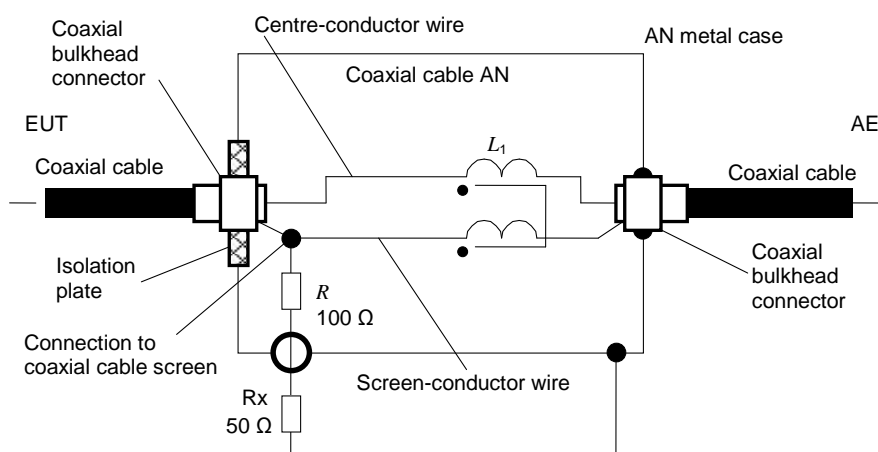 Coaxial
bulkhead
connector
Centre-conductor wire
AN metal case
Coaxial cable AN
EUT
L1
AE
Coaxial cable
Coaxial cable
Isolation
plate
R
100 Ω
Coaxial
bulkhead
connector
Connection to
coaxial cable screen
Screen-conductor wire
Rx
50 Ω